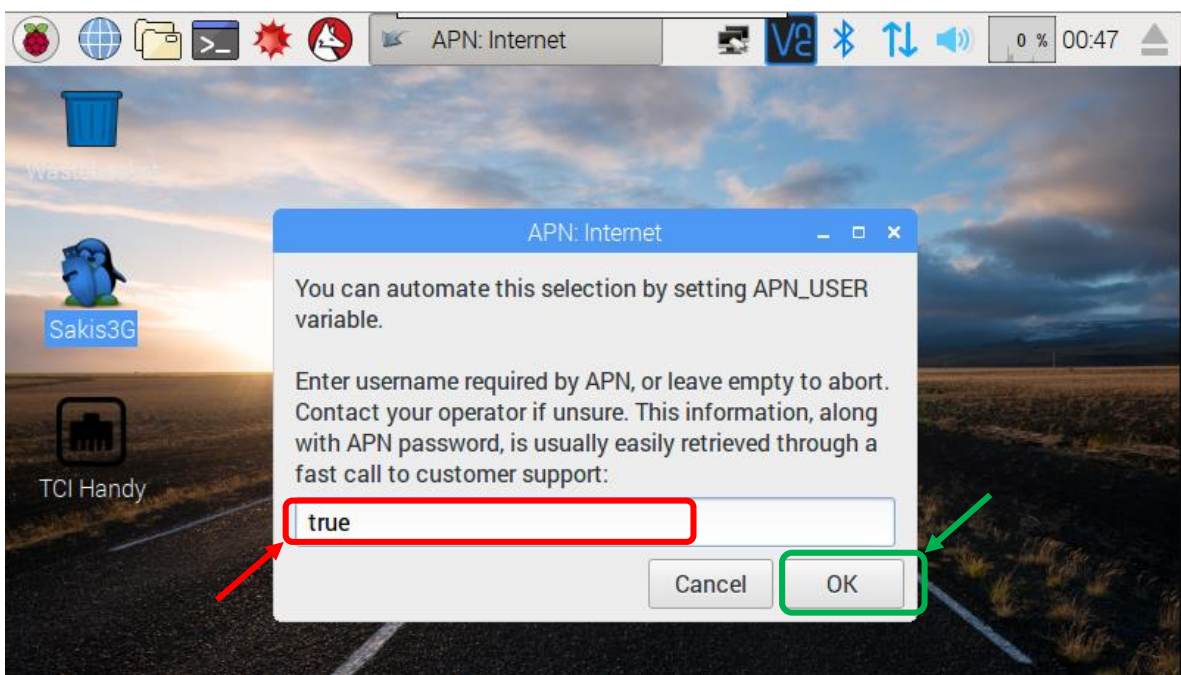 APN: Internet
0 % 00:47
Wastebasket
APN: Internet
You can automate this selection by setting APN_USER
variable.
Enter username required by APN, or leave empty to abort.
Contact your operator if unsure. This information, along
with APN password, is usually easily retrieved through a
fast call to customer support:
true
Cancel OK
Sakis3G
TCI Handy